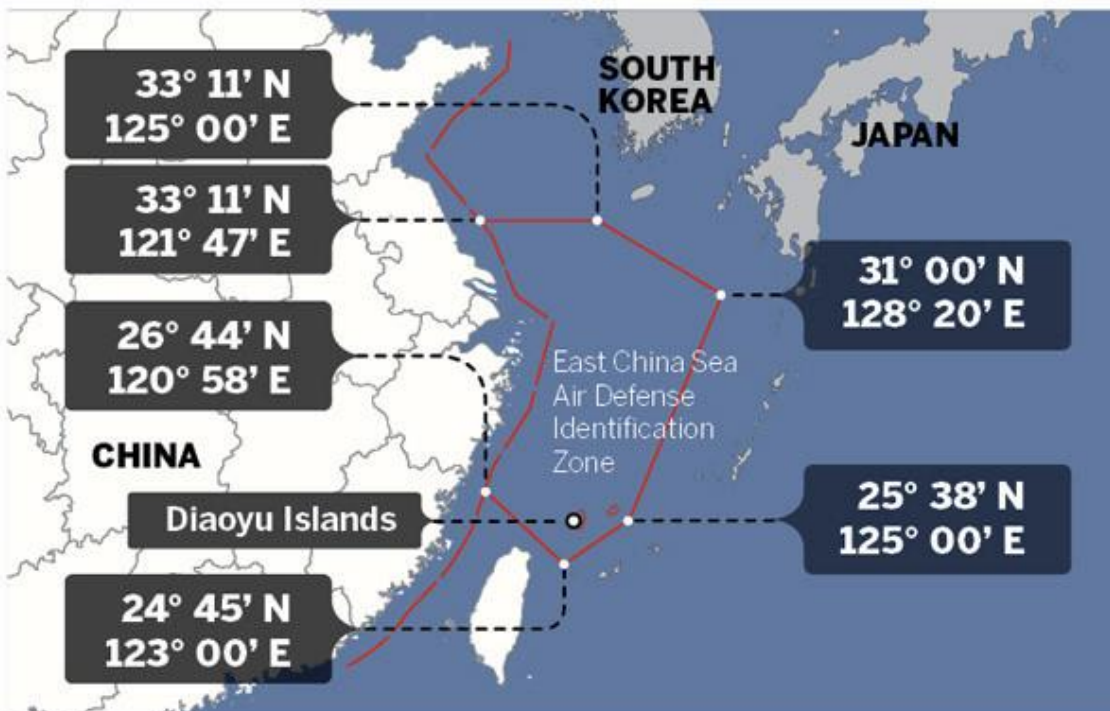 33° 11’ N
125° 00’ E
33° 11’ N
121° 47’ E
26° 44’ N
120° 58’ E
CHINA
Diaoyu Islands
24° 45’ N
123° 00’ E
SOUTH
KOREA
JAPAN
31° 00’ N
128° 20’ E
East China Sea
Air Defense
Identification
Zone
25° 38’ N
125° 00’ E